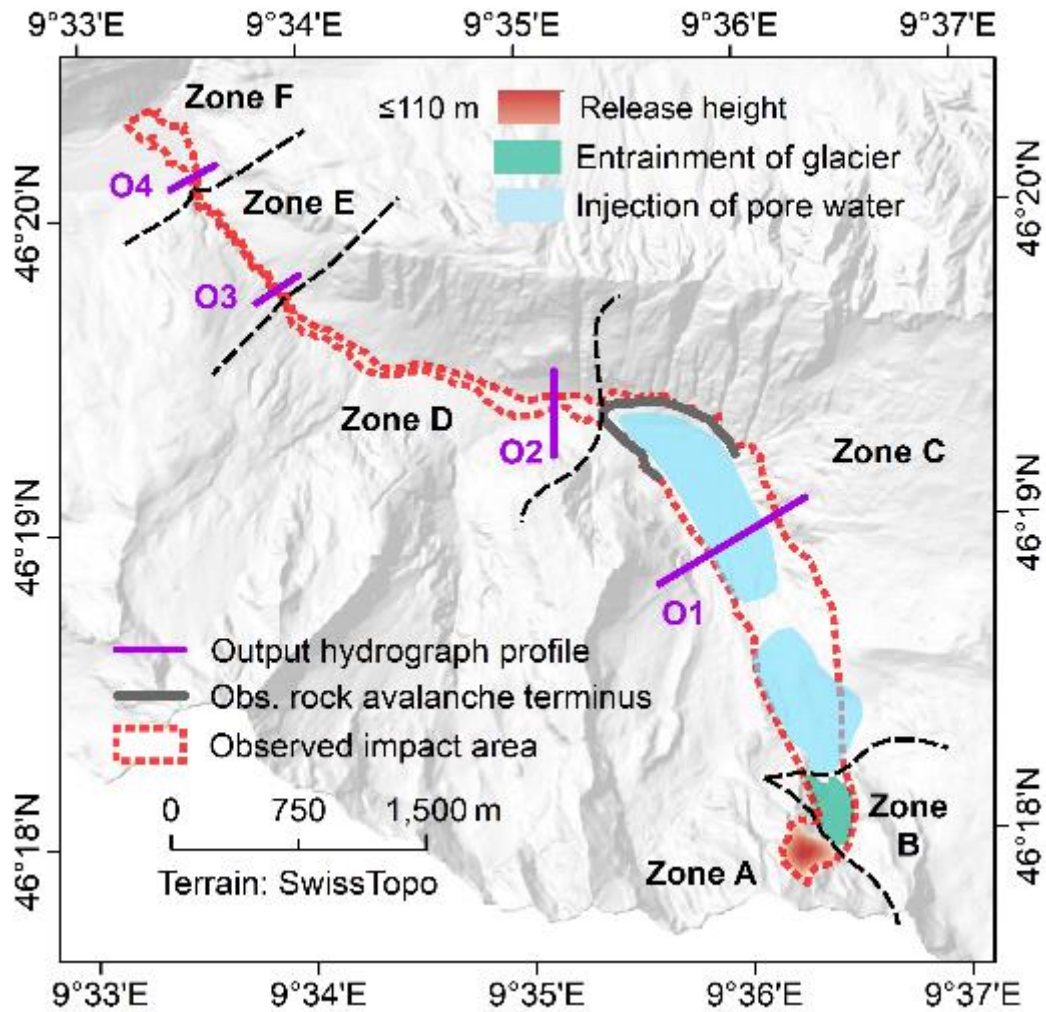 9°33'E 9°34'E 9°35'E 9°36'E 9°37'E
Zone F
≤110 m Release height
Entrainment of glacier
Injection of pore water
O4
Zone E
46°20'N
46°20'N
O3
Zone D
O2
Zone C
46°19'N
46°19'N
O1
Output hydrograph profile
Obs. rock avalanche terminus
Observed impact area
0 750 1,500 m
Terrain: SwissTopo
Zone
B
Zone A
46°18'N
46°18'N
9°33'E 9°34'E 9°35'E 9°36'E 9°37'E